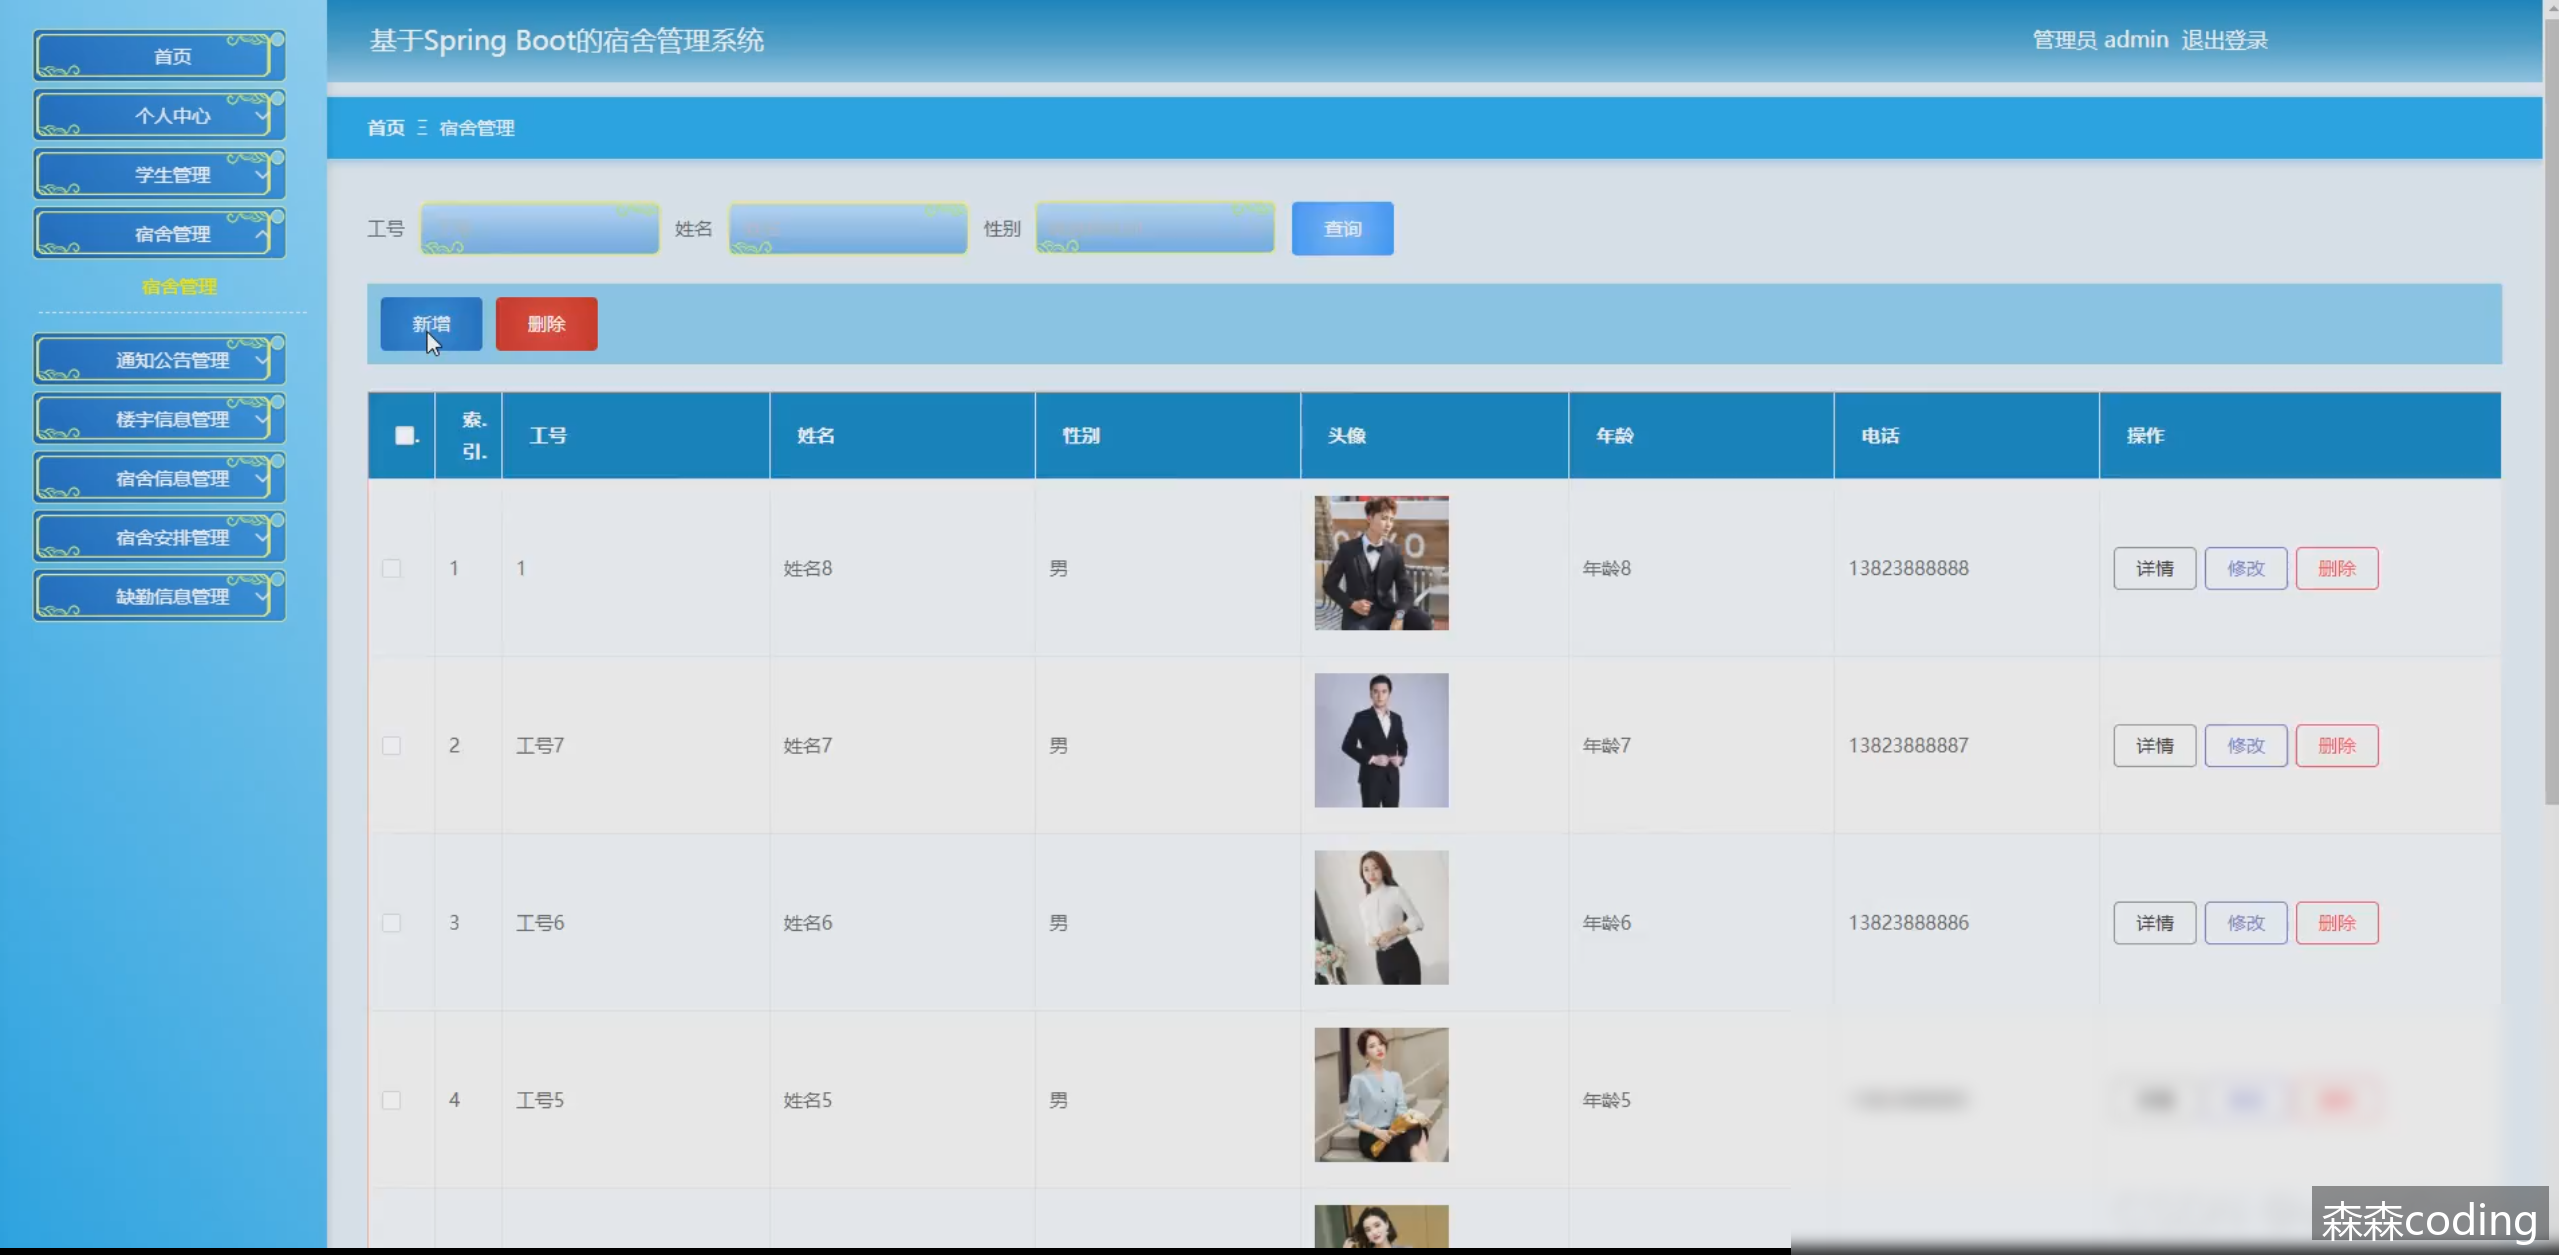 基于Spring Boot的宿舍管理系统
管理员 admin 退出登录
首页
个人中心
学生管理
宿舍管理
宿舍管理
通知公告管理
楼宇信息管理
宿舍信息管理
宿舍安排管理
缺勤信息管理
首页 Ξ 宿舍管理
工号 姓名 性别 查询
新增 删除
索引. 工号 姓名 性别 头像 年龄 电话 操作
1 1 姓名8 男 年龄8 13823888888 详情 修改 删除
2 工号7 姓名7 男 年龄7 13823888887 详情 修改 删除
3 工号6 姓名6 男 年龄6 13823888886 详情 修改 删除
4 工号5 姓名5 男 年龄5
森森coding